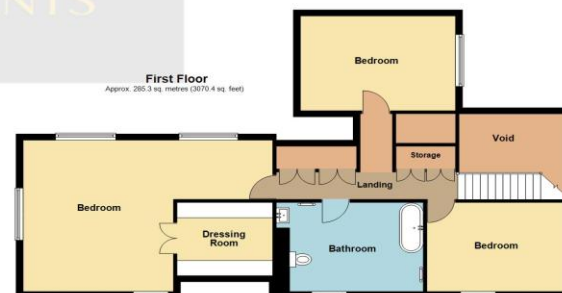 NTS
First Floor
Approx. 285.3 sq. metres (3070.4 sq. feet)
Bedroom
Void
Storage
Landing
Bedroom
Dressing
Room
Bathroom
Bedroom